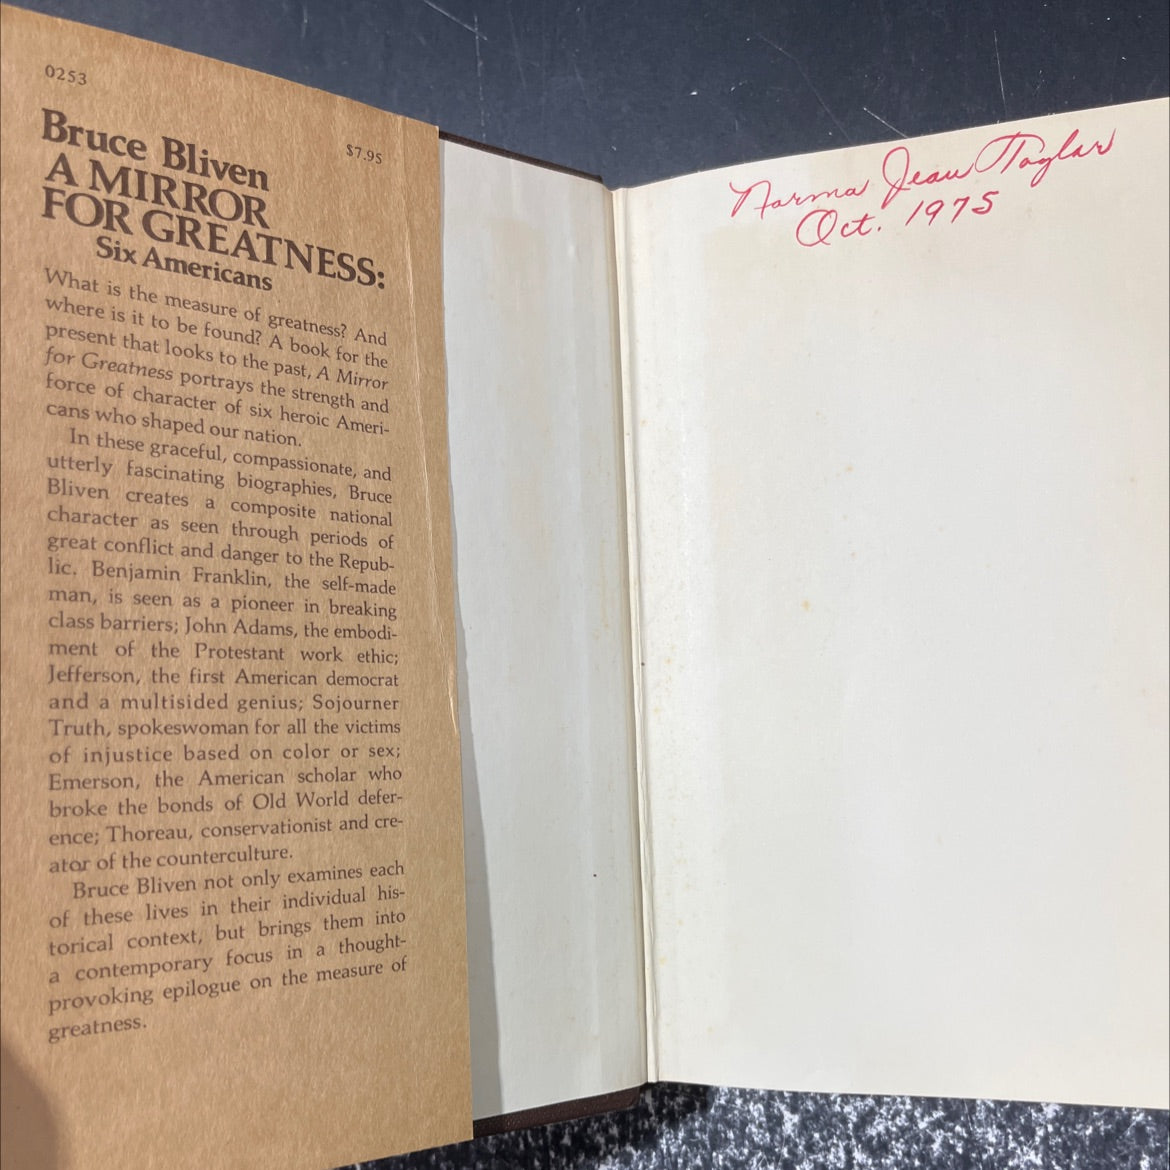 0253
$7.95
Bruce Bliven
A MIRROR
FOR GREATNESS:
Six Americans
What is the measure of greatness? And
where is it to be found? A book for the
present that looks to the past, A Mirror
for Greatness portrays the strength and
force of character of six heroic Ameri-
cans who shaped our nation.
In these graceful, compassionate, and
utterly fascinating biographies, Bruce
Bliven creates a composite national
character as seen through periods of
great conflict and danger to the Repub-
lic. Benjamin Franklin, the self-made
man, is seen as a pioneer in breaking
class barriers; John Adams, the embodi-
ment of the Protestant work ethic;
Jefferson, the first American democrat
and a multisided genius; Sojourner
Truth, spokeswoman for all the victims
of injustice based on color or sex;
Emerson, the American scholar who
broke the bonds of Old World defer-
ence; Thoreau, conservationist and cre-
ator of the counterculture.
Bruce Bliven not only examines each
of these lives in their individual his-
torical context, but brings them into
a contemporary focus in a thought-
provoking epilogue on the measure of
greatness.
Norma Jean Taylor
Oct. 1975